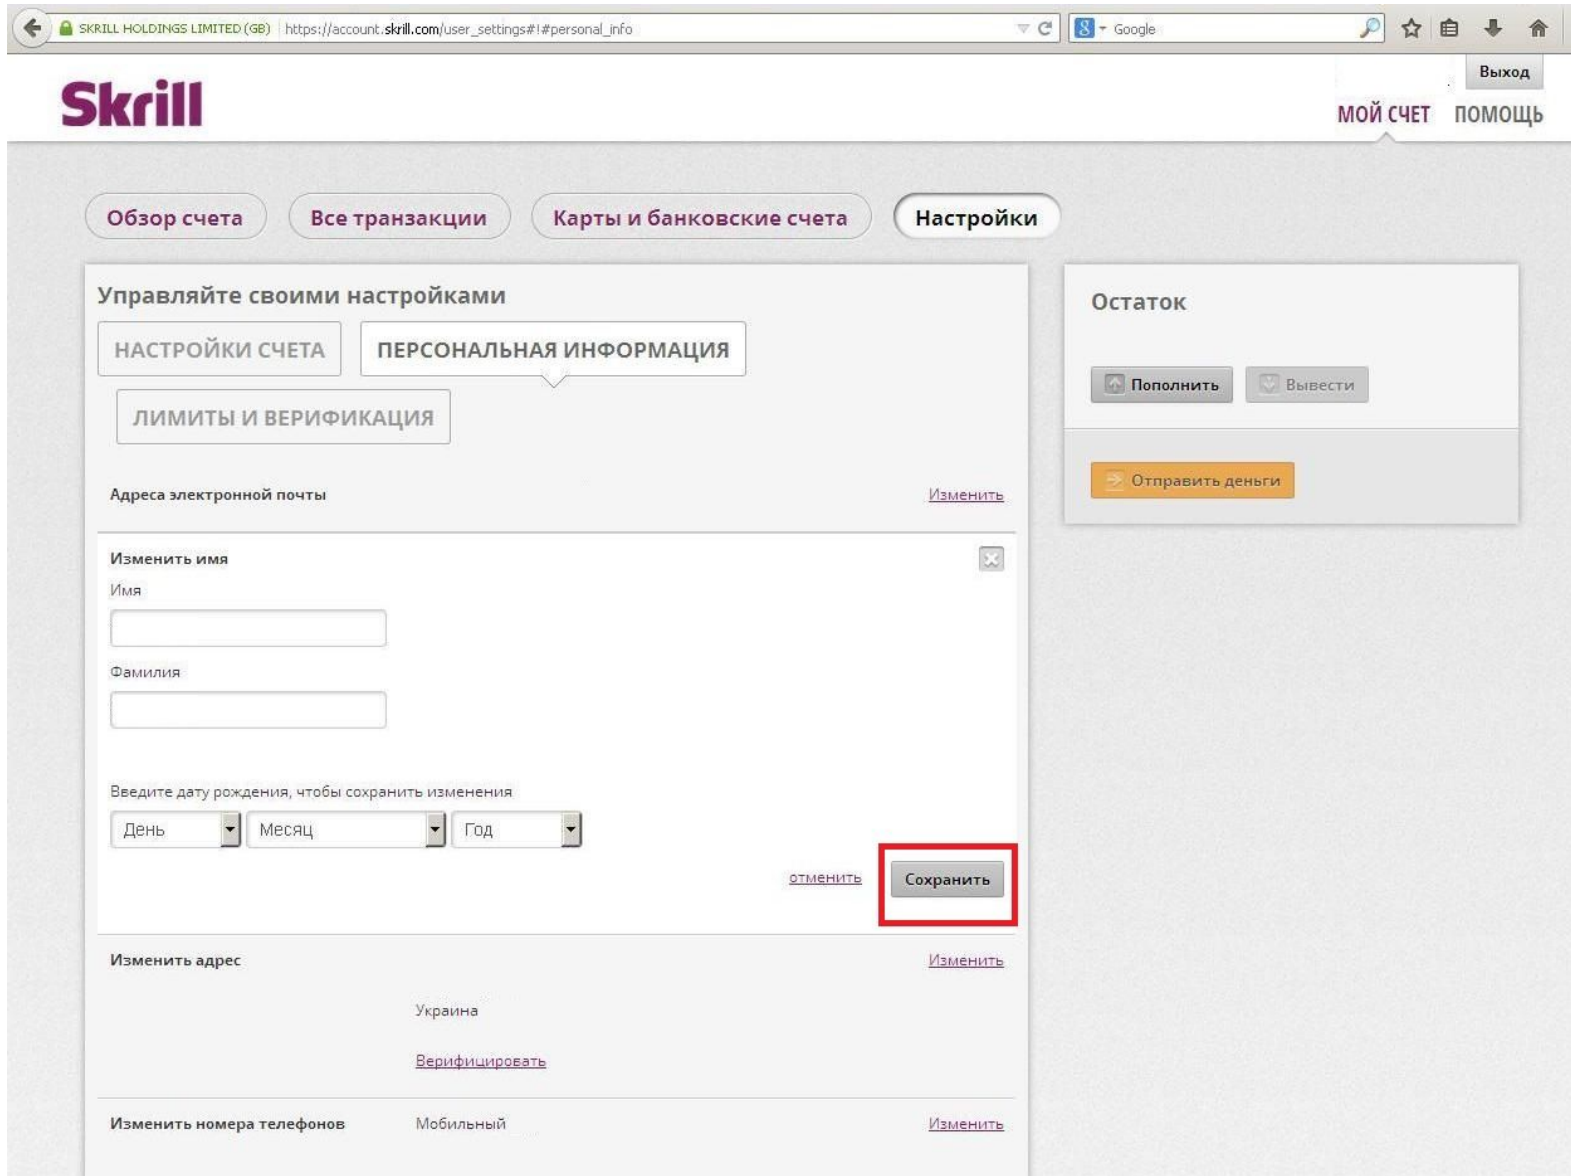 SKRILL HOLDINGS LIMITED (GB) https://account.skrill.com/user_settings#!#personal_info
8 Google
Выход
Skrill
МОЙ СЧЕТ ПОМОЩЬ
Обзор счета Все транзакции Карты и банковские счета Настройки
Управляйте своими настройками
НАСТРОЙКИ СЧЕТА ПЕРСОНАЛЬНАЯ ИНФОРМАЦИЯ
ЛИМИТЫ И ВЕРИФИКАЦИЯ
Остаток
Пополнить Вывести
Отправить деньги
Адреса электронной почты Изменить
Изменить имя
Имя
Фамилия
Введите дату рождения, чтобы сохранить изменения
День Месяц Год
отменить Сохранить
Изменить адрес Изменить
Украина
Верифицировать
Изменить номера телефонов Мобильный Изменить